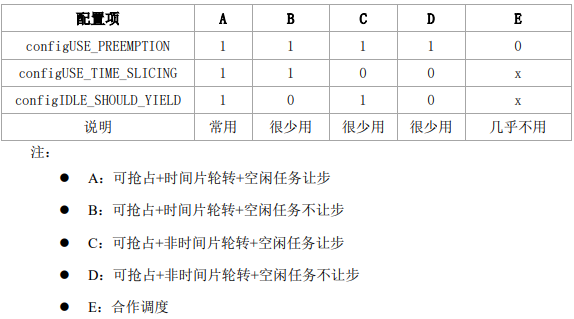 配置项 A B C D E
configUSE_PREEMPTION 1 1 1 1 0
configUSE_TIME_SLICING 1 1 0 0 x
configIDLE_SHOULD_YIELD 1 0 1 0 x
说明 常用 很少用 很少用 很少用 几乎不用
注：
● A：可抢占+时间片轮转+空闲任务让步
● B：可抢占+时间片轮转+空闲任务不让步
● C：可抢占+非时间片轮转+空闲任务让步
● D：可抢占+非时间片轮转+空闲任务不让步
● E：合作调度